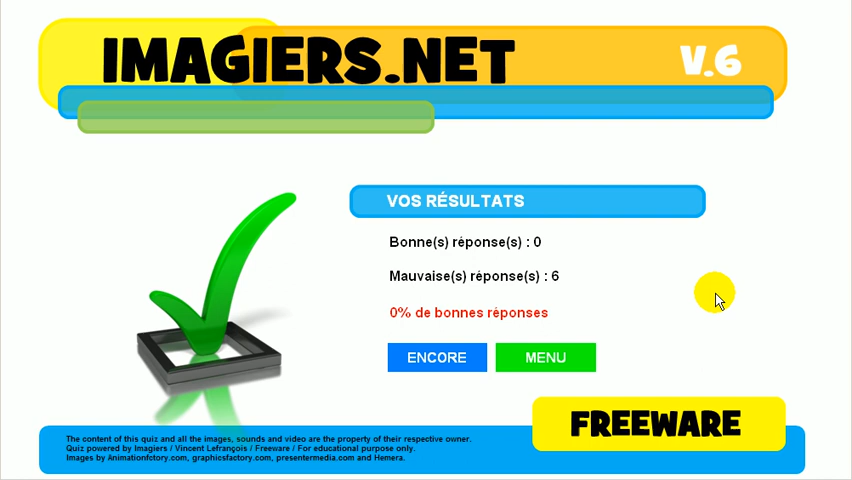 IMAGIERS.NET
V.6
VOS RÉSULTATS
Bonne(s) réponse(s) : 0
Mauvaise(s) réponse(s) : 6
0% de bonnes réponses
ENCORE
MENU
FREEWARE
The content of this quiz and all the images, sounds and video are the property of their respective owner.
Quiz powered by Imagiers / Vincent Lefrançois / Freeware / For educational purpose only.
Images by Animationfctory.com, graphicsfactory.com, presentermedia.com and Hemera.